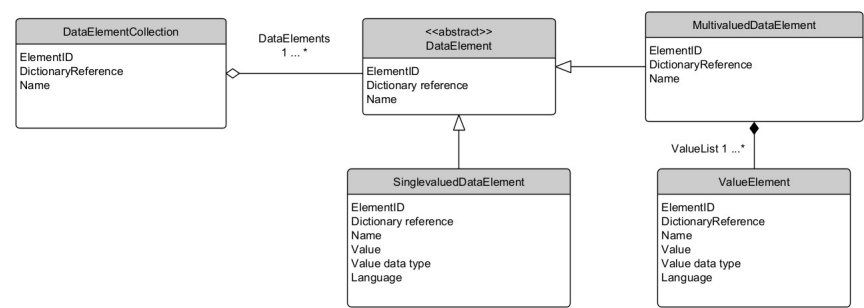 DataElementCollection
ElementID
DictionaryReference
Name
DataElements
1 ... *
<<abstract>>
DataElement
ElementID
Dictionary reference
Name
MultivaluedDataElement
ElementID
DictionaryReference
Name
ValueList 1 ...*
SinglevaluedDataElement
ElementID
Dictionary reference
Name
Value
Value data type
Language
ValueElement
ElementID
DictionaryReference
Name
Value
Value data type
Language